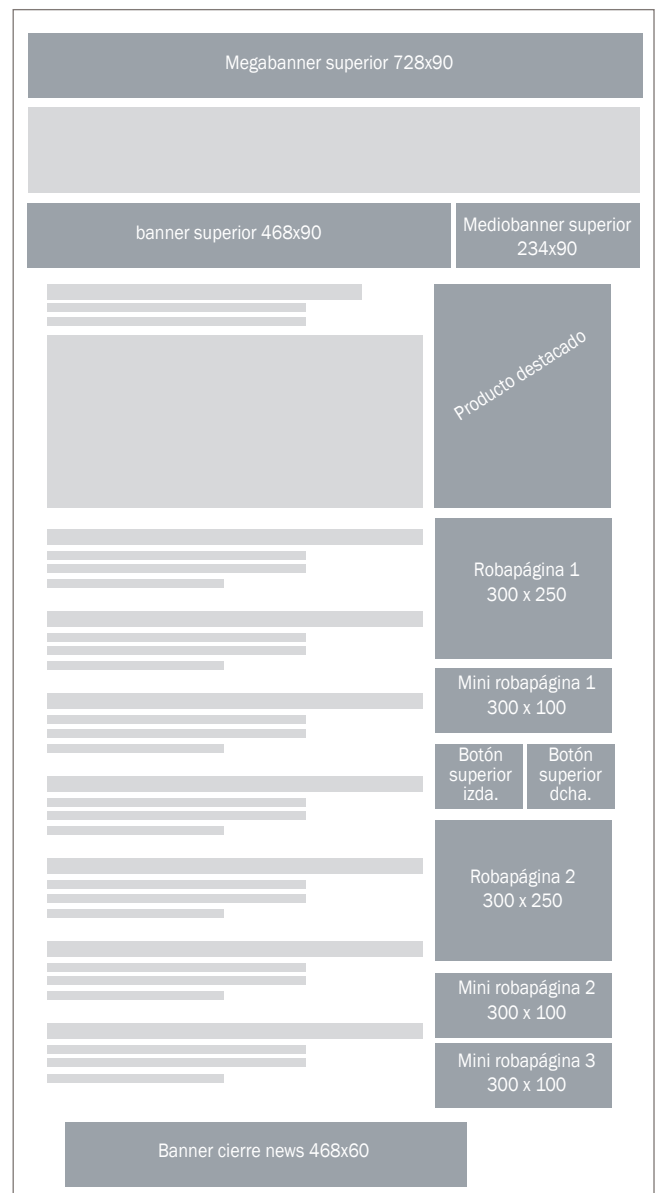 Megabanner superior 728x90
banner superior 468x90
Mediobanner superior
234x90
Producto destacado
Robapágina 1
300 x 250
Mini robapágina 1
300 x 100
Botón
superior
izda.
Botón
superior
dcha.
Robapágina 2
300 x 250
Mini robapágina 2
300 x 100
Mini robapágina 3
300 x 100
Banner cierre news 468x60